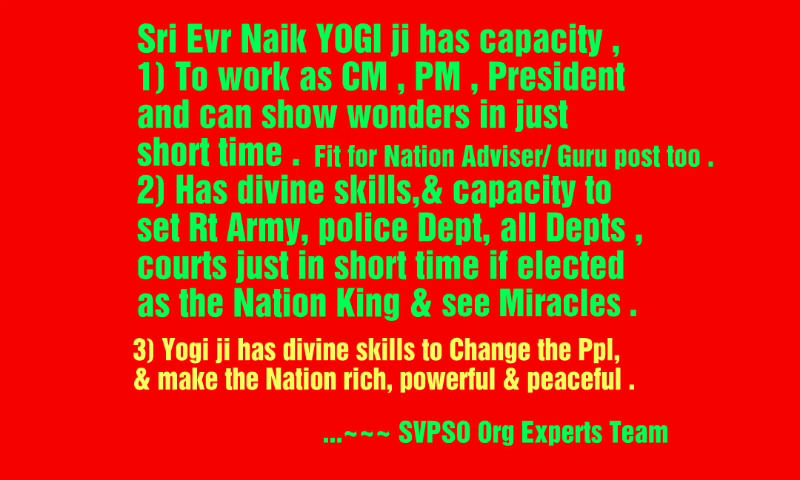 Sri Evr Naik YOGI ji has capacity ,
1) To work as CM , PM , President
and can show wonders in just
short time . Fit for Nation Adviser/ Guru post too .
2) Has divine skills,& capacity to
set Rt Army, police Dept, all Depts ,
courts just in short time if elected
as the Nation King & see Miracles .
3) Yogi ji has divine skills to Change the Ppl,
& make the Nation rich, powerful & peaceful .
...~~~ SVPSO Org Experts Team